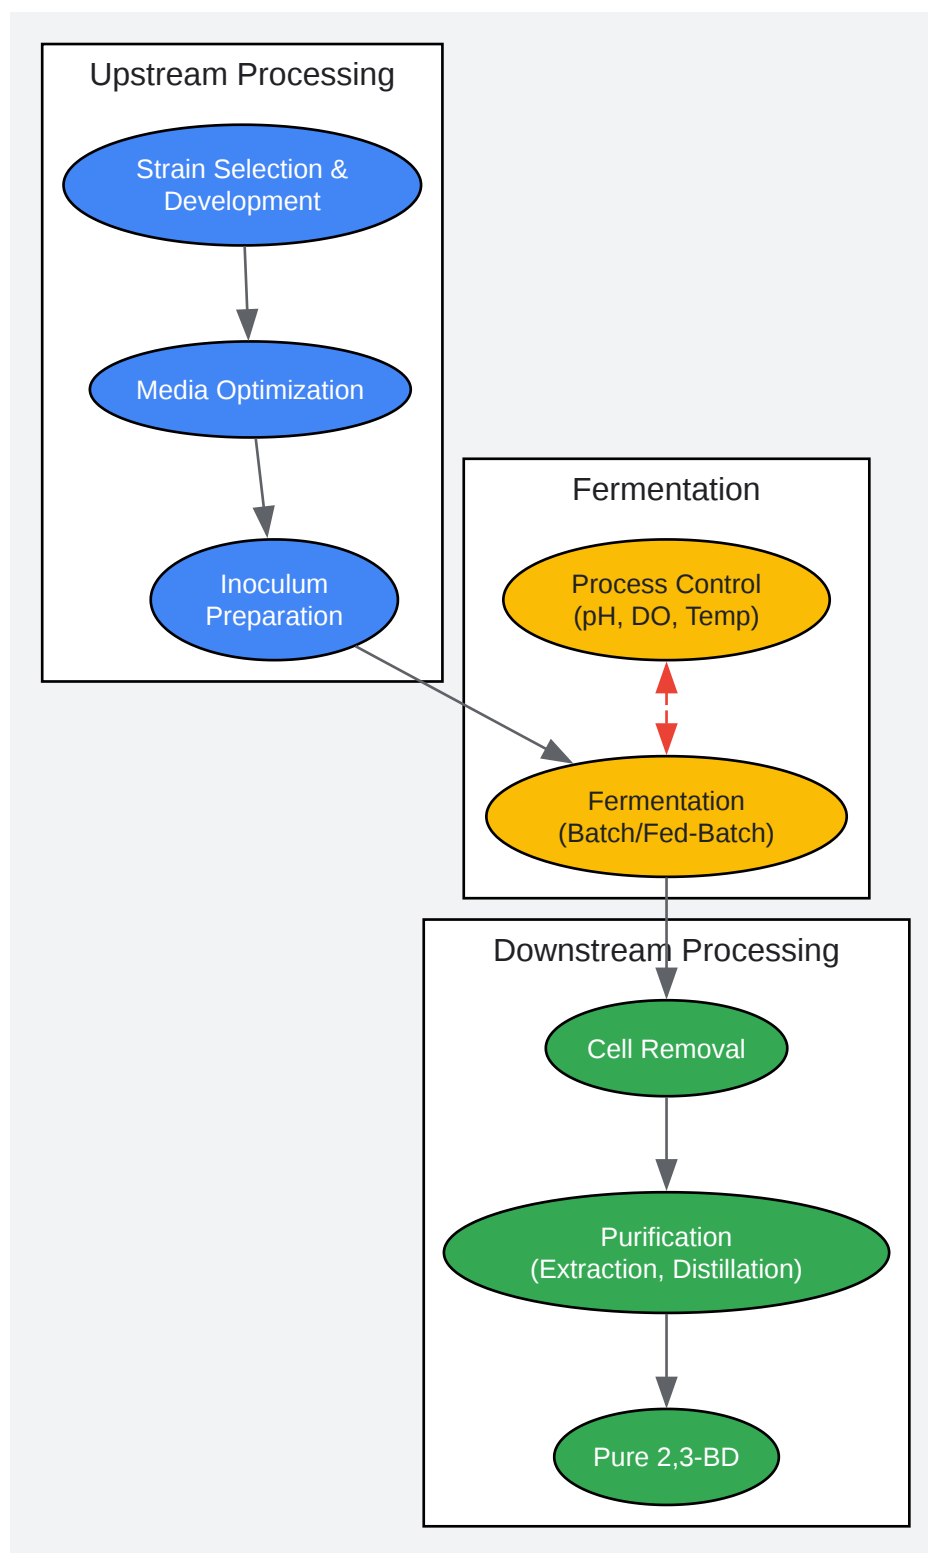 Upstream Processing
Strain Selection &
Development
Media Optimization
Inoculum
Preparation
Fermentation
Process Control
(pH, DO, Temp)
Fermentation
(Batch/Fed-Batch)
Downstream Processing
Cell Removal
Purification
(Extraction, Distillation)
Pure 2,3-BD